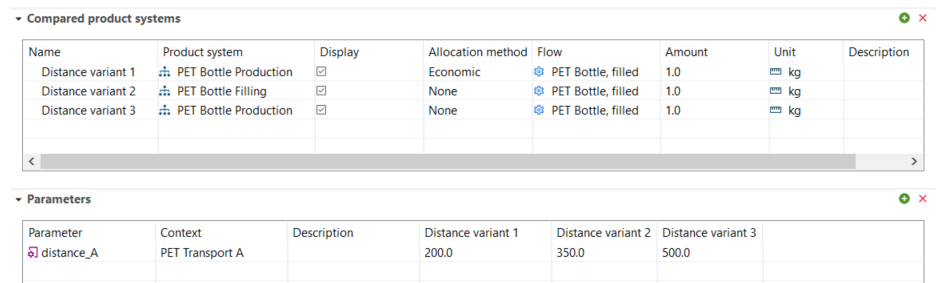 Compared product systems
Name Product system Display Allocation method Flow Amount Unit Description
Distance variant 1 PET Bottle Production Economic PET Bottle, filled 1.0 kg
Distance variant 2 PET Bottle Filling None PET Bottle, filled 1.0 kg
Distance variant 3 PET Bottle Production None PET Bottle, filled 1.0 kg
Parameters
Parameter Context Description Distance variant 1 Distance variant 2 Distance variant 3
distance_A PET Transport A 200.0 350.0 500.0